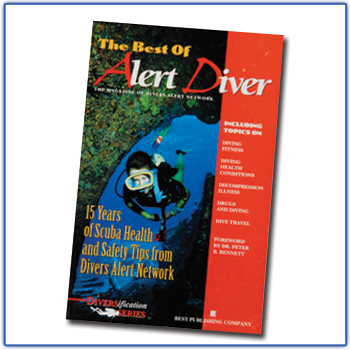 The Best Of
Alert Diver
THE MAGAZINE OF DIVERS ALERT NETWORK
INCLUDING
TOPICS ON
DIVING
FITNESS
DIVING
HEALTH
CONDITIONS
DECOMPRESSION
ILLNESS
DRUGS
AND DIVING
DIVE TRAVEL
FOREWORD
BY DR. PETER
B. BENNETT
15 Years
of Scuba Health
and Safety Tips from
Divers Alert Network
DIVERSification
SERIES
BEST PUBLISHING COMPANY